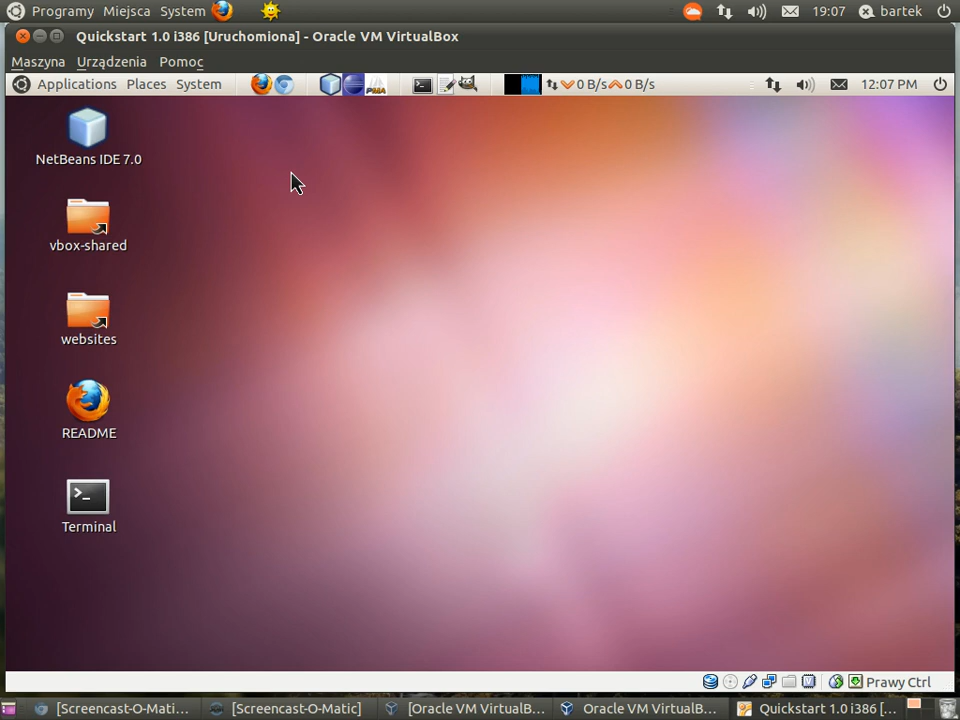 Programy Miejsca System 19:07 bartek
Quickstart 1.0 i386 [Uruchomiona] - Oracle VM VirtualBox
Maszyna Urządzenia Pomoc
Applications Places System PMA 0 B/s 0 B/s 12:07 PM
NetBeans IDE 7.0
vbox-shared
websites
README
Terminal
Prawy Ctrl
[Screencast-O-Mati... [Screencast-O-Matic] [Oracle VM VirtualB... Oracle VM VirtualB... Quickstart 1.0 i386 [...